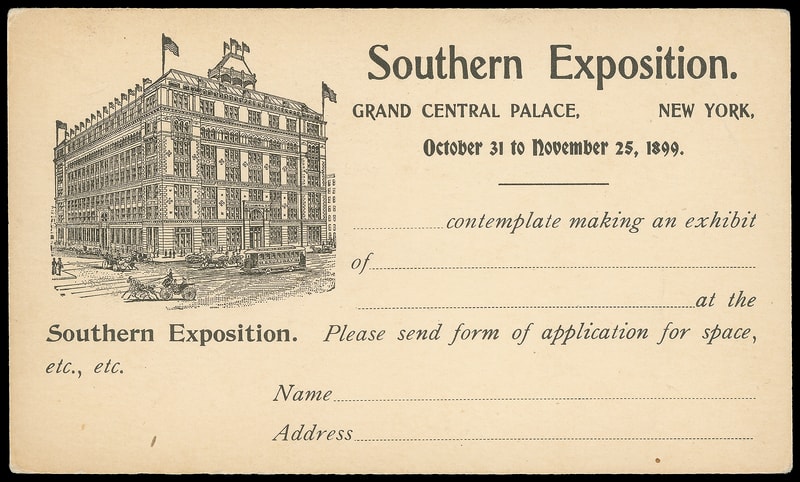 Southern Exposition.
GRAND CENTRAL PALACE, NEW YORK,
October 31 to November 25, 1899.
contemplate making an exhibit
of
at the
Southern Exposition. Please send form of application for space,
etc., etc.
Name
Address